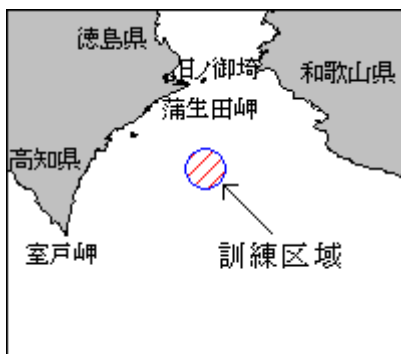 徳島県
日ノ御埼
和歌山県
蒲生田岬
高知県
室戸岬
訓練区域